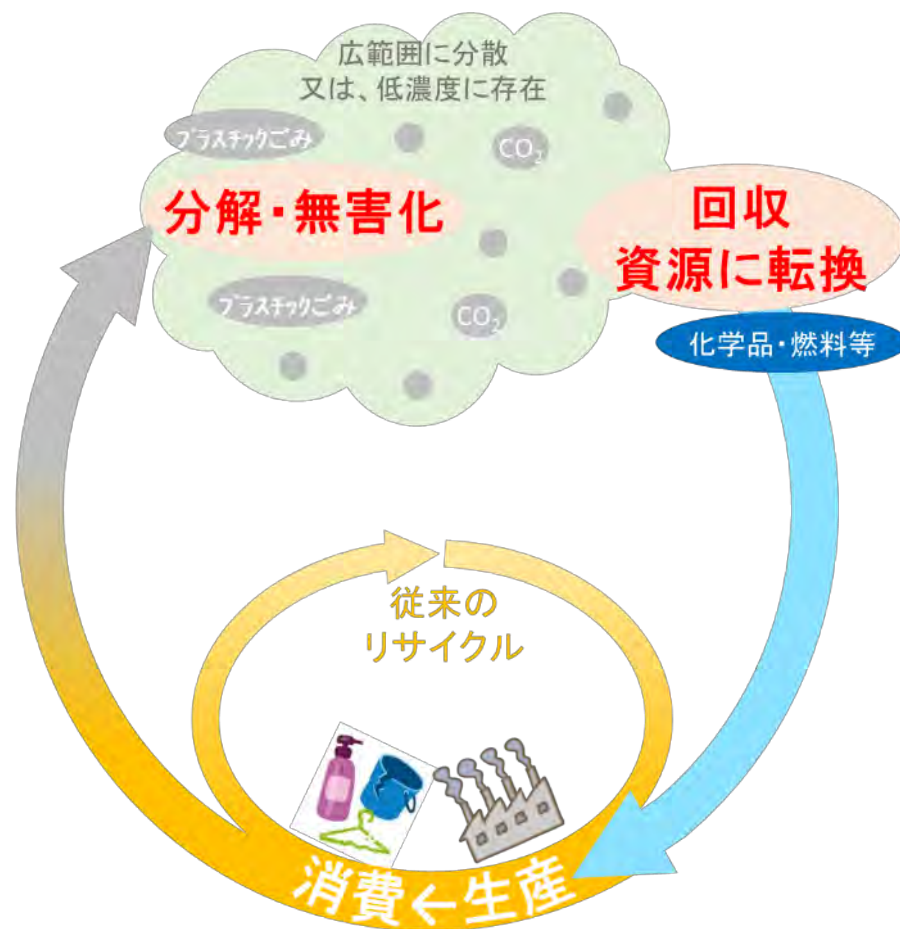 広範囲に分散
又は、低濃度に存在
プラスチックごみ
CO₂
分解・無害化
回収
資源に転換
プラスチックごみ
CO₂
化学品・燃料等
従来の
リサイクル
消費←生産